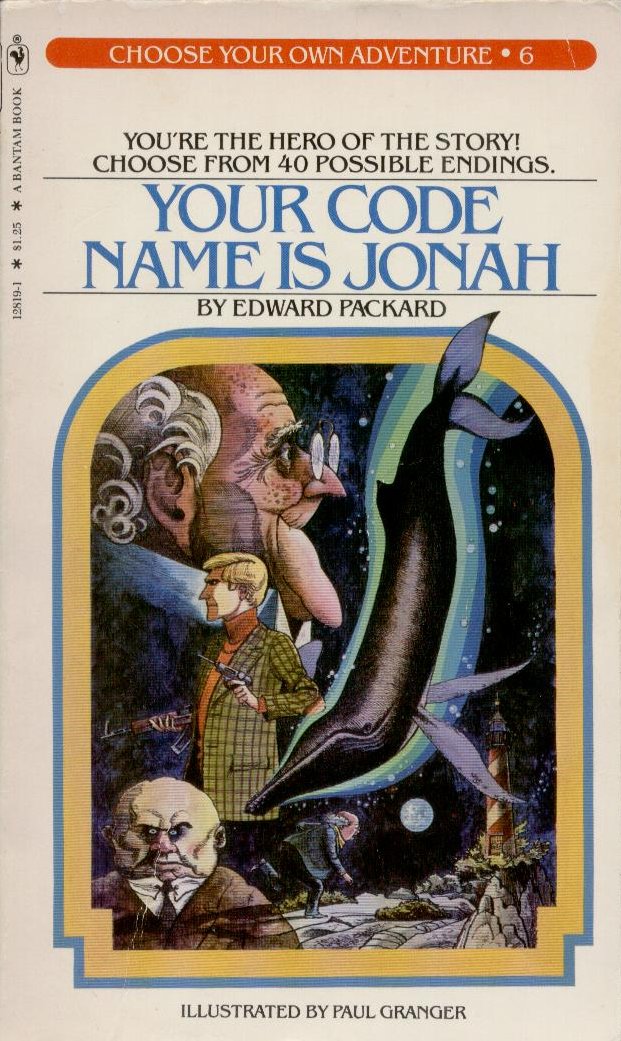 CHOOSE YOUR OWN ADVENTURE • 6
YOU'RE THE HERO OF THE STORY!
CHOOSE FROM 40 POSSIBLE ENDINGS.
YOUR CODE
NAME IS JONAH
BY EDWARD PACKARD
ILLUSTRATED BY PAUL GRANGER
12819-1 * $1.25 * A BANTAM BOOK
®